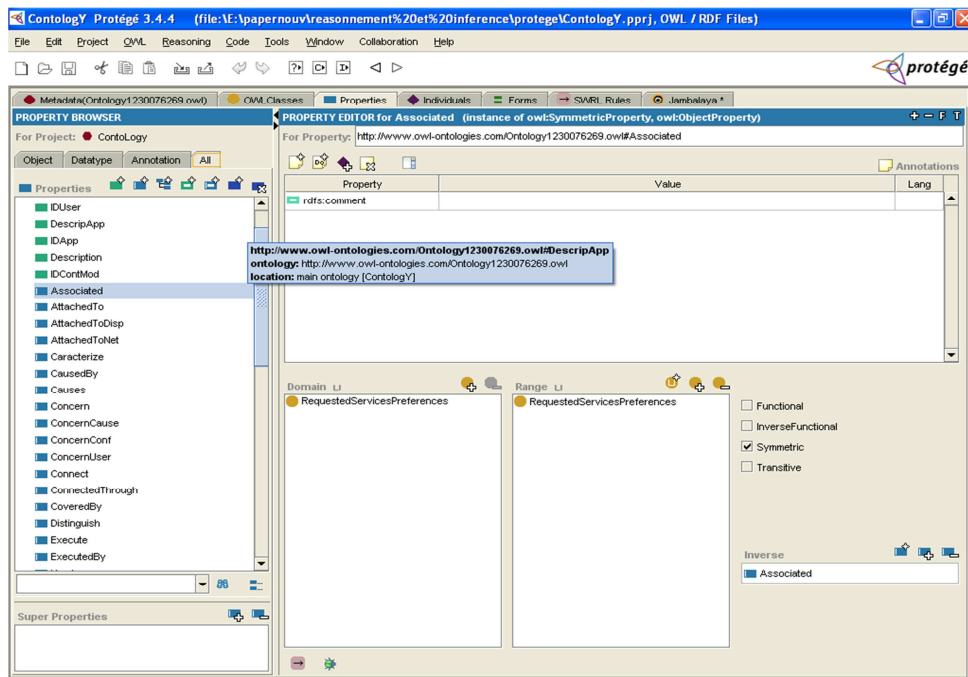 ContologY Protégé 3.4.4 (file:\E:\papernouv\reasonnement%20et%20inference\protege\ContologY.pprj, OWL / RDF Files)
File Edit Project OWL Reasoning Code Tools Window Collaboration Help
protégé
Metadata(Ontology1230076269.owl) OWLClasses Properties Individuals Forms SWRL Rules Jambalaya *
PROPERTY BROWSER
For Project: ContoLogy
Object Datatype Annotation All
Properties
IDUser
DescripApp
IDApp
Description
IDContMod
Associated
AttachedTo
AttachedToDisp
AttachedToNet
Caracterize
CausedBy
Causes
Concern
ConcernCause
ConcernConf
ConcernUser
Connect
ConnectedThrough
CoveredBy
Distinguish
Execute
ExecutedBy
Super Properties
PROPERTY EDITOR for Associated (instance of owl:SymmetricProperty, owl:ObjectProperty)
For Property: http://www.owl-ontologies.com/Ontology1230076269.owl#Associated
Annotations
Property Value Lang
rdfs:comment
http://www.owl-ontologies.com/Ontology1230076269.owl#DescripApp
ontology: http://www.owl-ontologies.com/Ontology1230076269.owl
location: main ontology [ContologY]
Domain
RequestedServicesPreferences
Range
RequestedServicesPreferences
Functional
InverseFunctional
Symmetric
Transitive
Inverse
Associated